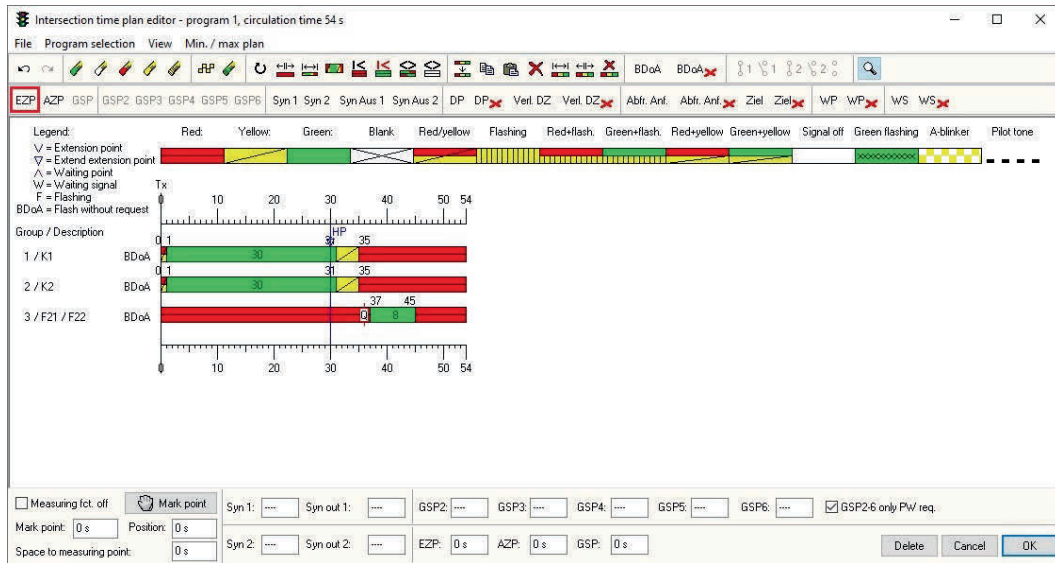 Intersection time plan editor - program 1, circulation time 54 s
File Program selection View Min. / max plan
BDoA BDoA 1 1 2 2
EZP AZP GSP GSP2 GSP3 GSP4 GSP5 GSP6 Syn 1 Syn 2 Syn Aus 1 Syn Aus 2 DP DP Verl. DZ Verl. DZ Abfr. Anf. Abfr. Anf. Ziel Ziel WP WP WS WS
Legend: Red: Yellow: Green: Blank Red/yellow Flashing Red+flash. Green+flash. Red+yellow Green+yellow Signal off Green flashing A-blinker Pilot tone
V = Extension point
∇ = Extend extension point
Λ = Waiting point
W = Waiting signal
F = Flashing
BDoA = Flash without request
Tx
0 10 20 30 40 50 54
Group / Description
HP
0 1 35
1 / K1 BDoA 30
0 1 31 35
2 / K2 BDoA 30
37 45
3 / F21 / F22 BDoA Q 8
0 10 20 30 40 50 54
Measuring fct. off Mark point Syn 1: ---- Syn out 1: ---- GSP2: ---- GSP3: ---- GSP4: ---- GSP5: ---- GSP6: ---- GSP2-6 only PW req.
Mark point: 0 s Position: 0 s
Space to measuring point: 0 s Syn 2: ---- Syn out 2: ---- EZP: 0 s AZP: 0 s GSP: 0 s Delete Cancel OK